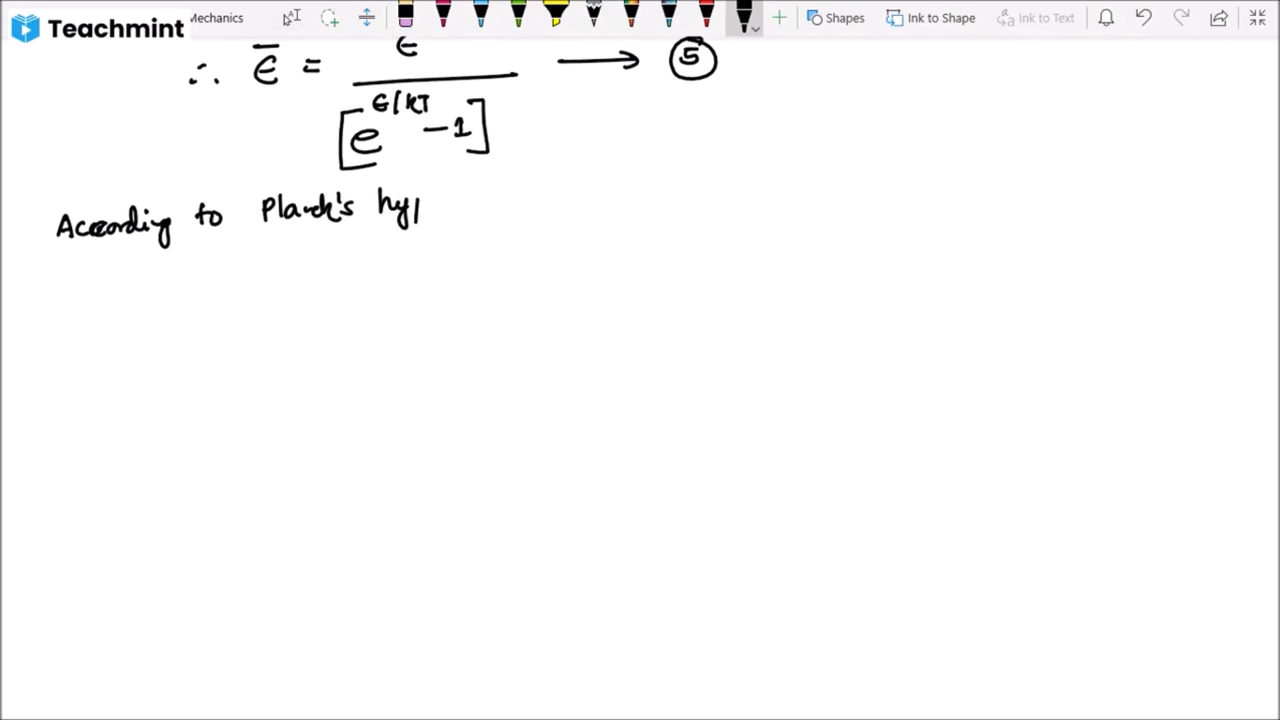 Teachmint
Mechanics
Shapes
Ink to Shape
Ink to Text
∴ ε̄ = ε / [e^(ε/kT) − 1] ⟶ ⑤
According to Planck's hyp